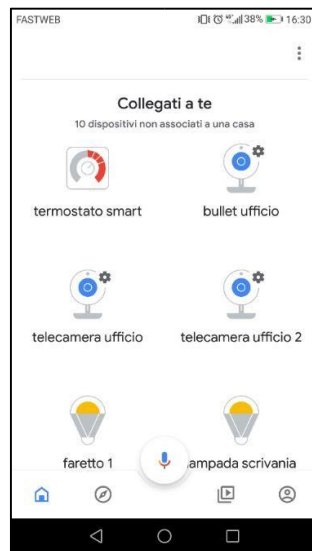 FASTWEB 38% 16:30
Collegati a te
10 dispositivi non associati a una casa
termostato smart bullet ufficio
telecamera ufficio telecamera ufficio 2
faretto 1 ampada scrivania